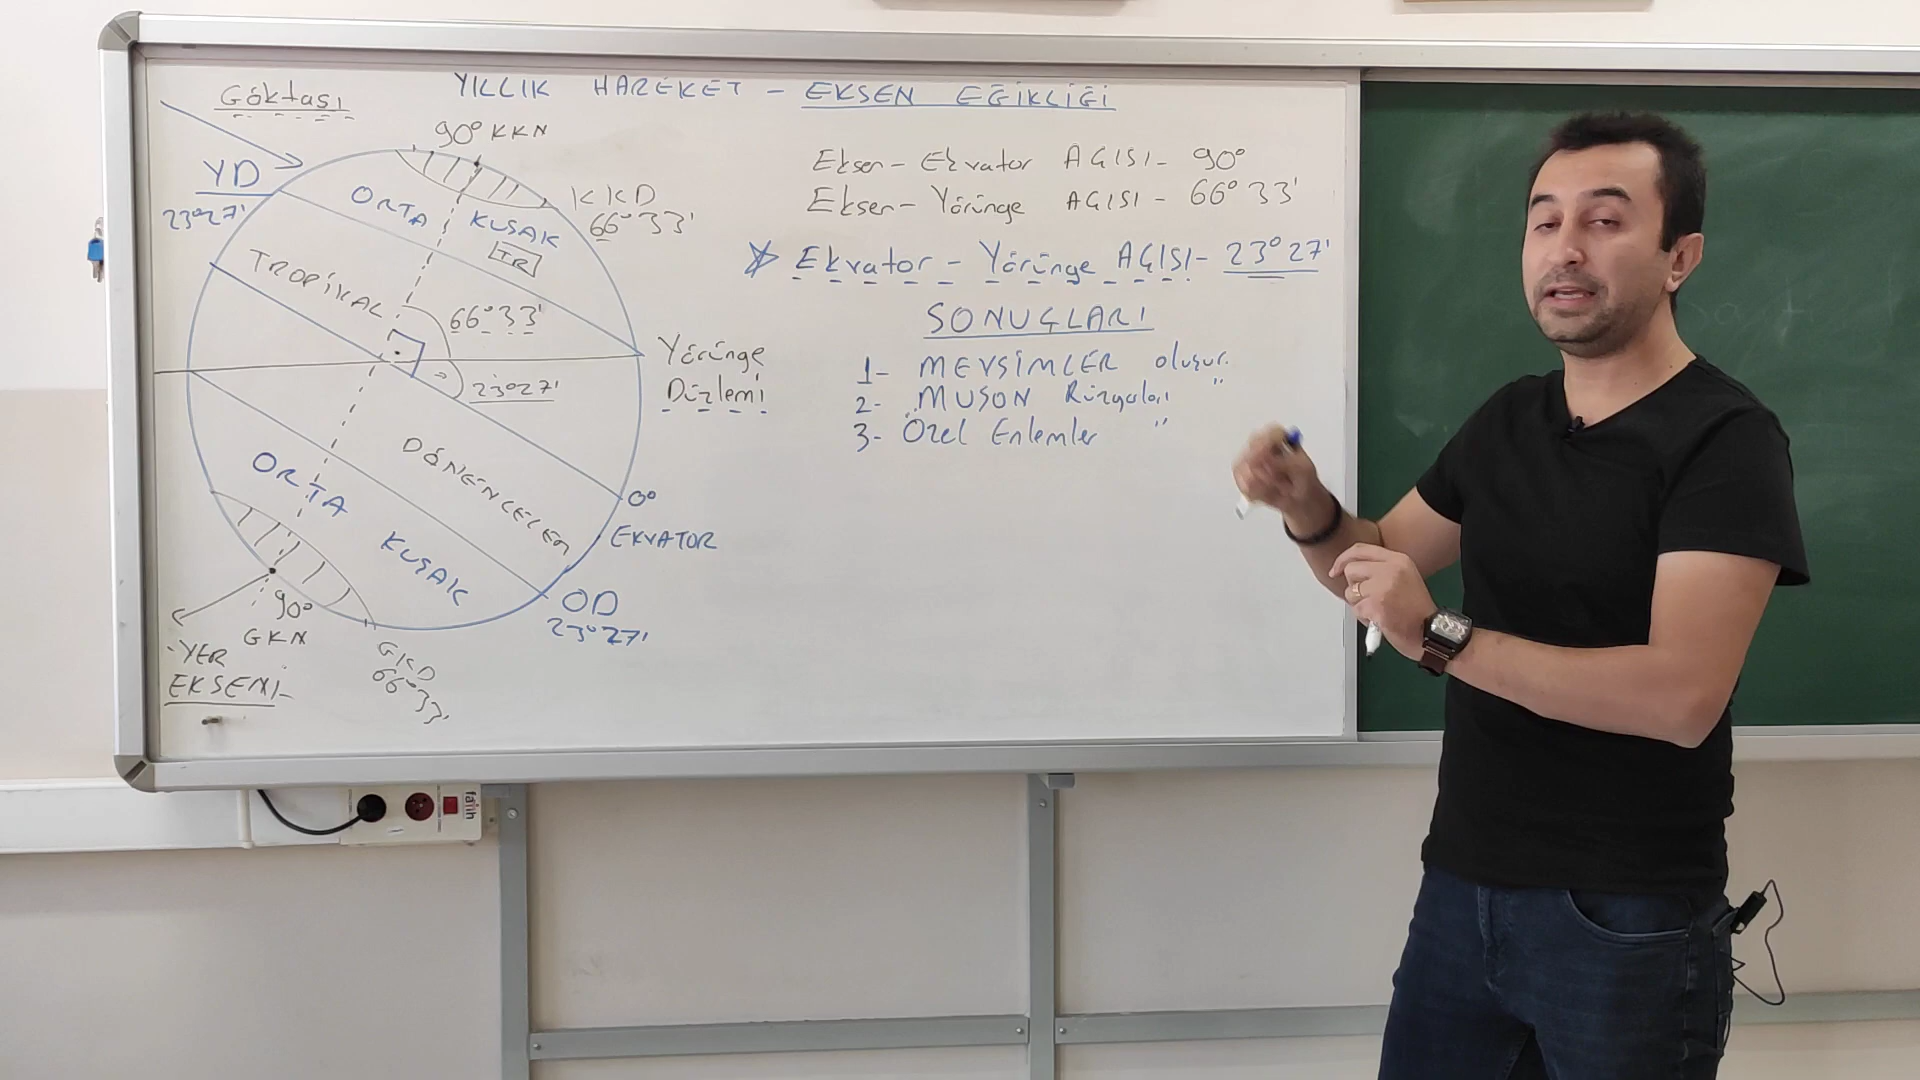 YILLIK HAREKET - EKSEN EĞİKLİĞİ
Göktaşı
90° KKN
YD
23°27'
KKD
66°33'
ORTA KUŞAK
TR
TROPİKAL
66°33'
23°27'
Yörünge
Düzlemi
DÖNENCELER
ORTA KUŞAK
0°
EKVATOR
OD
23°27'
90°
GKN
GKD
66°33'
YER
EKSENİ
Eksen - Ekvator AÇISI - 90°
Eksen - Yörünge AÇISI - 66°33'
Ekvator - Yörünge AÇISI - 23°27'
SONUÇLARI
1- MEVSİMLER oluşur.
2- MUSON Rüzgarları "
3- Özel Enlemler "
fatih